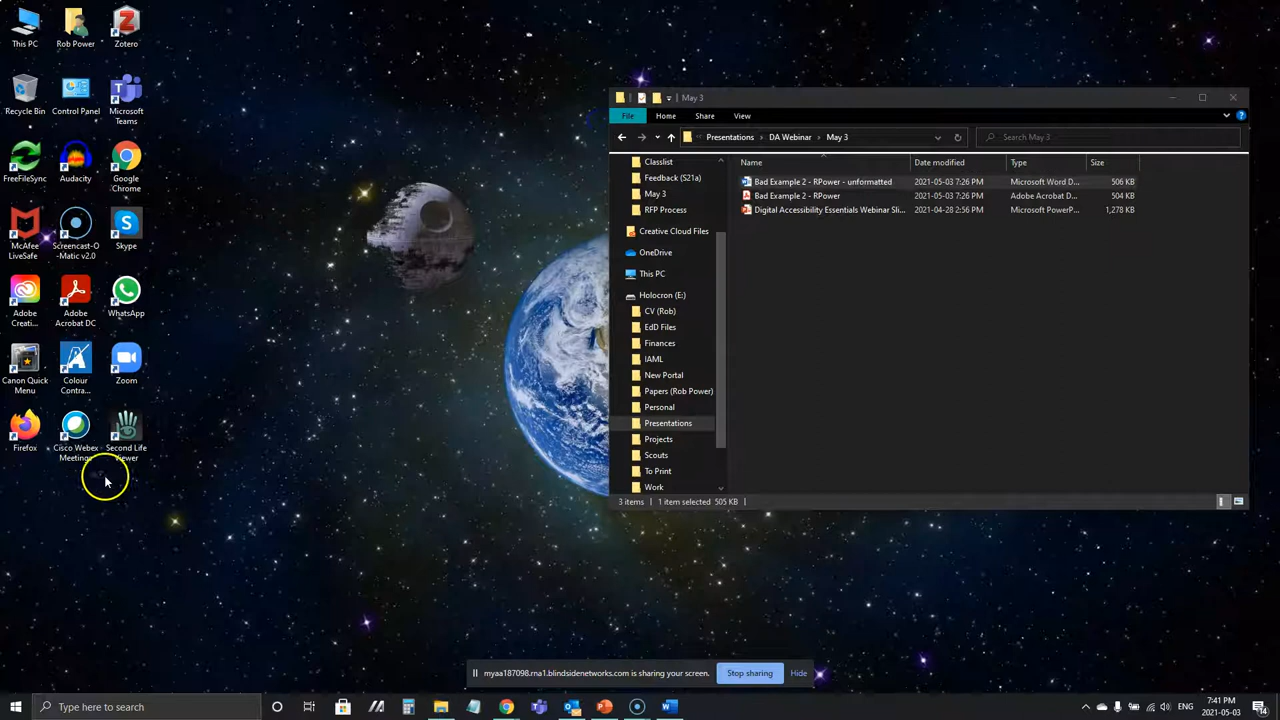 This PC
Rob Power
Zotero
Recycle Bin
Control Panel
Microsoft
Teams
FreeFileSync
Audacity
Google
Chrome
McAfee
LiveSafe
Screencast-O
-Matic v2.0
Skype
Adobe
Creati...
Adobe
Acrobat DC
WhatsApp
Canon Quick
Menu
Colour
Contra...
Zoom
Firefox
Cisco Webex
Meetings
Second Life
Viewer
May 3
File
Home
Share
View
Presentations
DA Webinar
May 3
Search May 3
Name
Date modified
Type
Size
Classlist
Feedback (S21a)
May 3
RFP Process
Creative Cloud Files
OneDrive
This PC
Holocron (E:)
CV (Rob)
EdD Files
Finances
IAML
New Portal
Papers (Rob Power)
Personal
Presentations
Projects
Scouts
To Print
Work
Bad Example 2 - RPower - unformatted 2021-05-03 7:26 PM Microsoft Word D... 506 KB
Bad Example 2 - RPower 2021-05-03 7:26 PM Adobe Acrobat D... 504 KB
Digital Accessibility Essentials Webinar Sli... 2021-04-28 2:56 PM Microsoft PowerP... 1,278 KB
3 items 1 item selected 505 KB
myaa187098.rna1.blindsidenetworks.com is sharing your screen.
Stop sharing
Hide
Type here to search
ENG
7:41 PM
2021-05-03